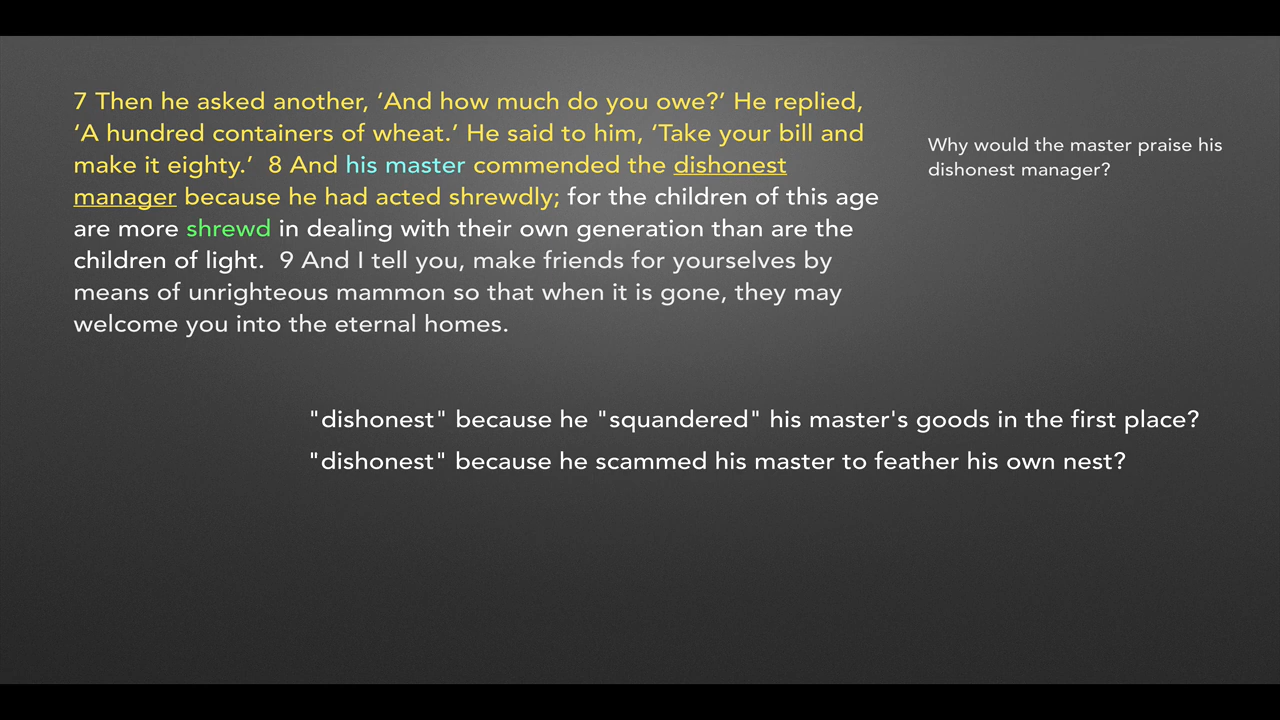 7 Then he asked another, ‘And how much do you owe?’ He replied,
‘A hundred containers of wheat.’ He said to him, ‘Take your bill and
make it eighty.’  8 And his master commended the dishonest
manager because he had acted shrewdly; for the children of this age
are more shrewd in dealing with their own generation than are the
children of light.  9 And I tell you, make friends for yourselves by
means of unrighteous mammon so that when it is gone, they may
welcome you into the eternal homes.
Why would the master praise his
dishonest manager?
"dishonest" because he "squandered" his master's goods in the first place?
"dishonest" because he scammed his master to feather his own nest?